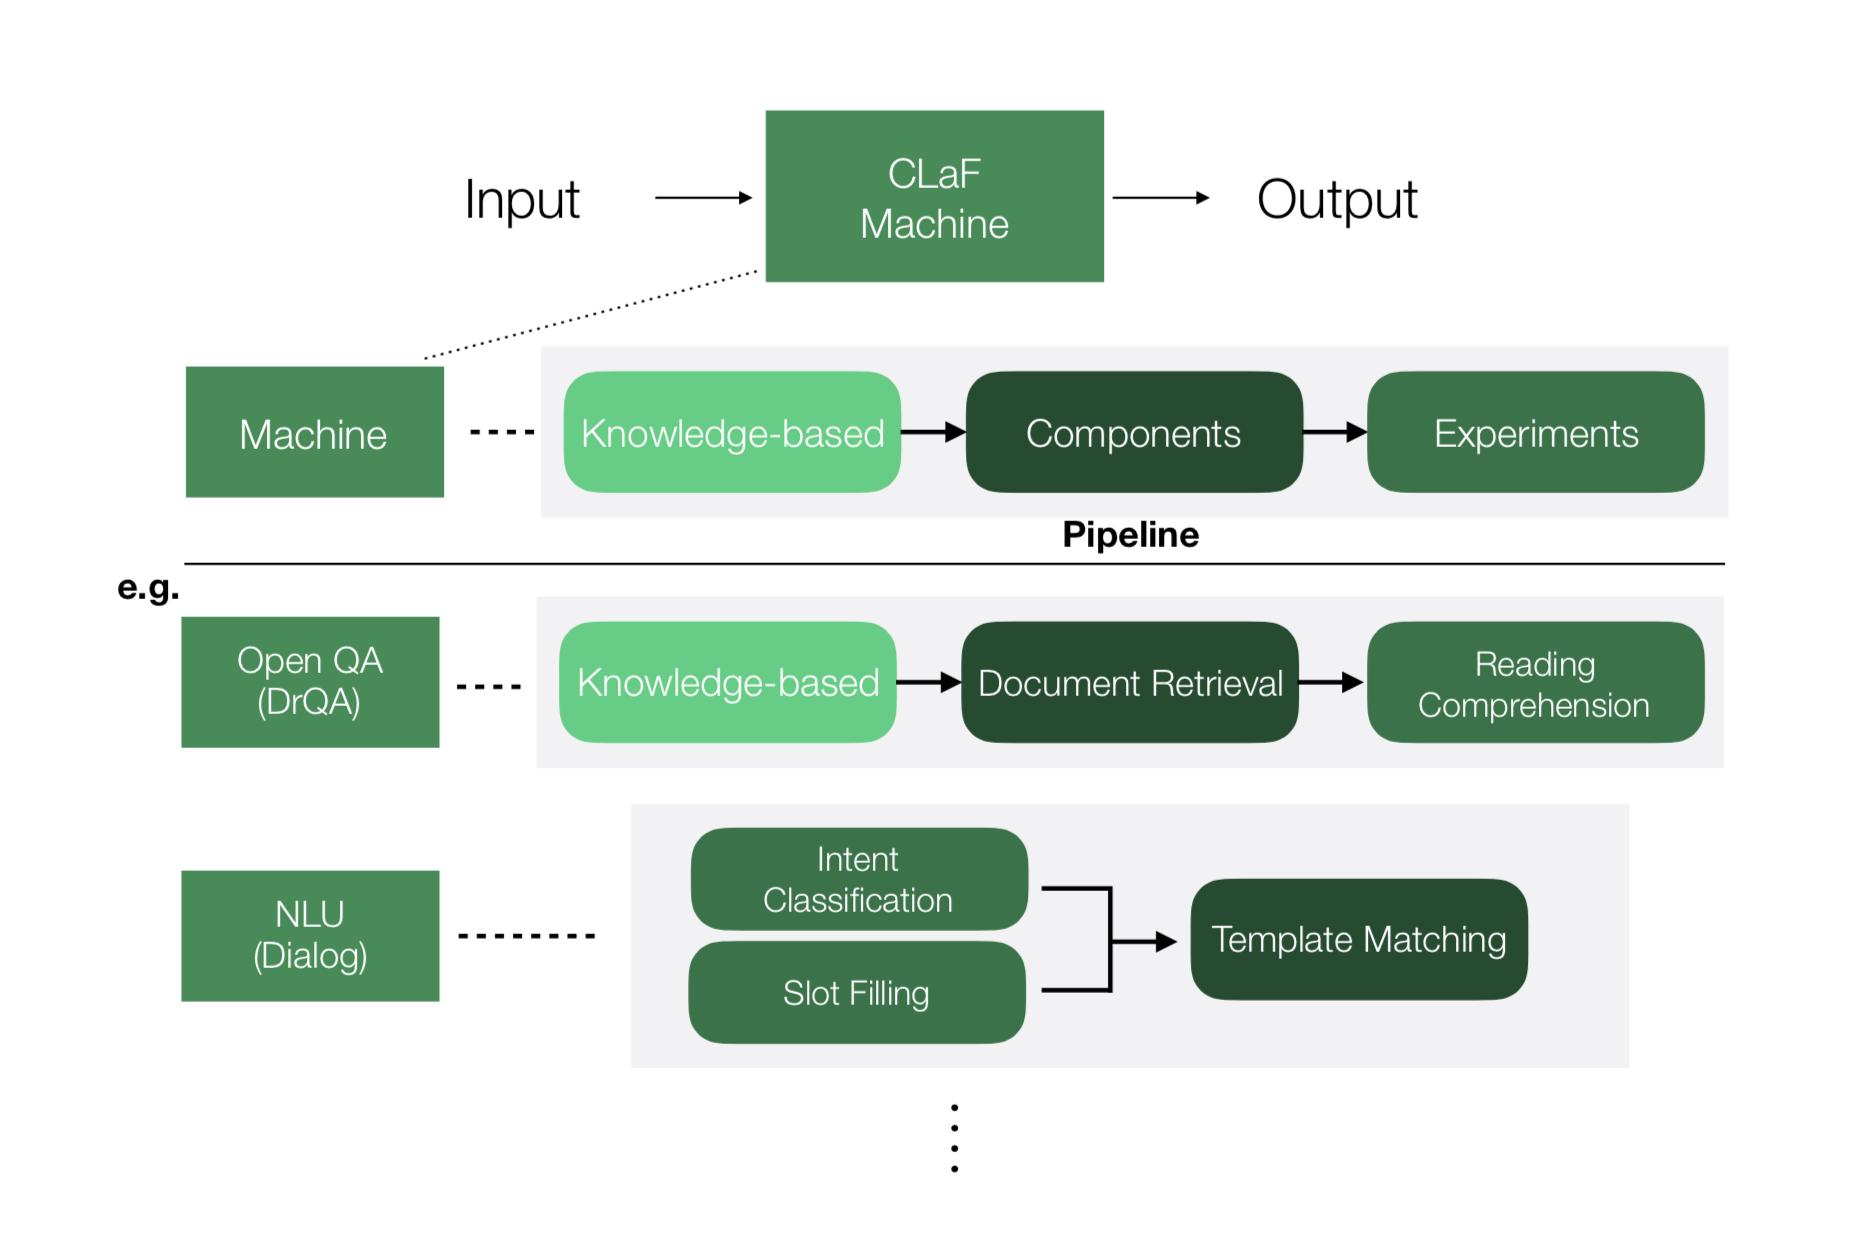 Input
CLaF
Machine
Output
Machine
Knowledge-based
Components
Experiments
Pipeline
e.g.
Open QA
(DrQA)
Knowledge-based
Document Retrieval
Reading
Comprehension
NLU
(Dialog)
Intent
Classification
Slot Filling
Template Matching